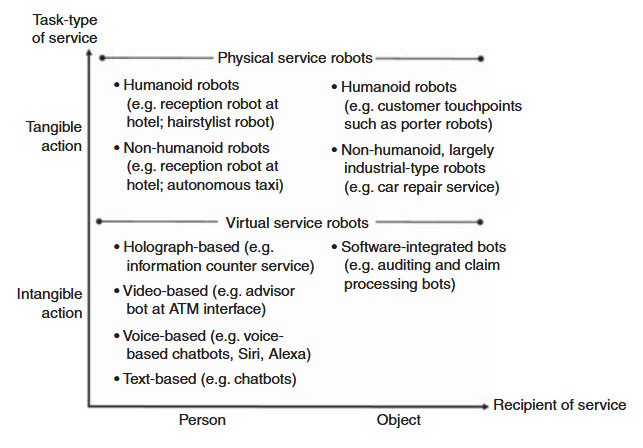 Task-type
of service
Physical service robots
Tangible
action
• Humanoid robots
(e.g. reception robot at
hotel; hairstylist robot)
• Non-humanoid robots
(e.g. reception robot at
hotel; autonomous taxi)
• Humanoid robots
(e.g. customer touchpoints
such as porter robots)
• Non-humanoid, largely
industrial-type robots
(e.g. car repair service)
Virtual service robots
Intangible
action
• Holograph-based (e.g.
information counter service)
• Video-based (e.g. advisor
bot at ATM interface)
• Voice-based (e.g. voice-
based chatbots, Siri, Alexa)
• Text-based (e.g. chatbots)
• Software-integrated bots
(e.g. auditing and claim
processing bots)
Person
Object
Recipient of service